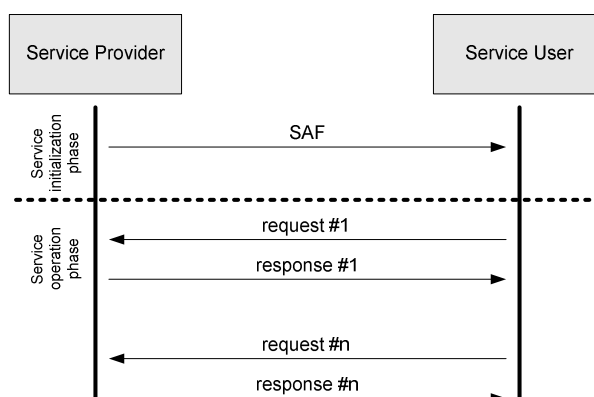 Service Provider
Service User
Service
initialization
phase
SAF
Service
operation
phase
request #1
response #1
request #n
response #n